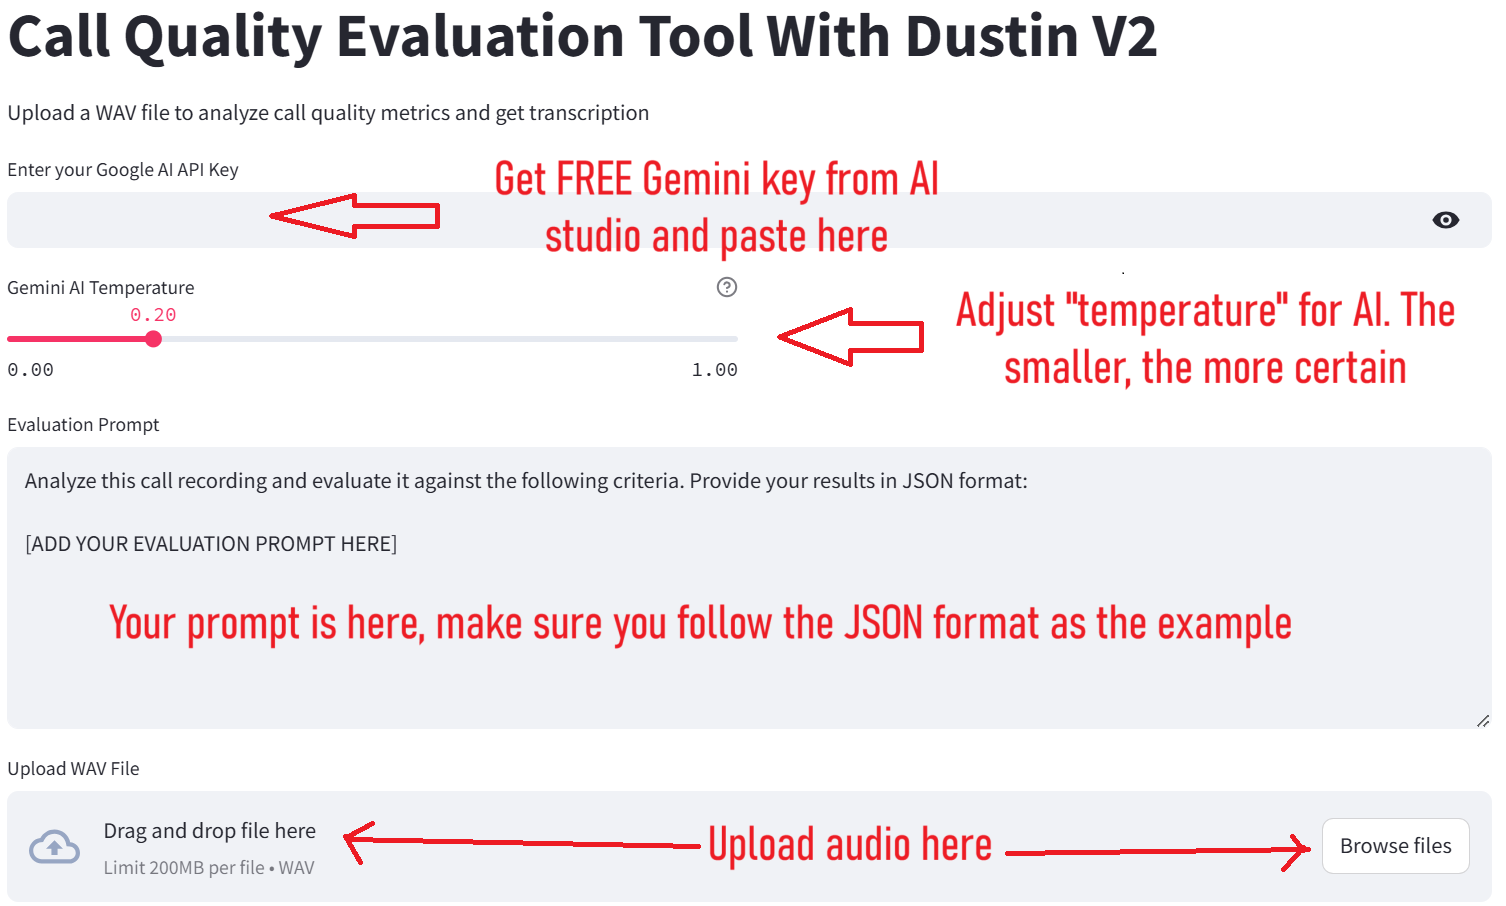 Call Quality Evaluation Tool With Dustin V2
Upload a WAV file to analyze call quality metrics and get transcription
Enter your Google AI API Key
Get FREE Gemini key from AI
studio and paste here
Gemini AI Temperature
0.20
0.00
1.00
Adjust "temperature" for AI. The
smaller, the more certain
Evaluation Prompt
Analyze this call recording and evaluate it against the following criteria. Provide your results in JSON format:
[ADD YOUR EVALUATION PROMPT HERE]
Your prompt is here, make sure you follow the JSON format as the example
Upload WAV File
Drag and drop file here
Limit 200MB per file • WAV
Upload audio here
Browse files